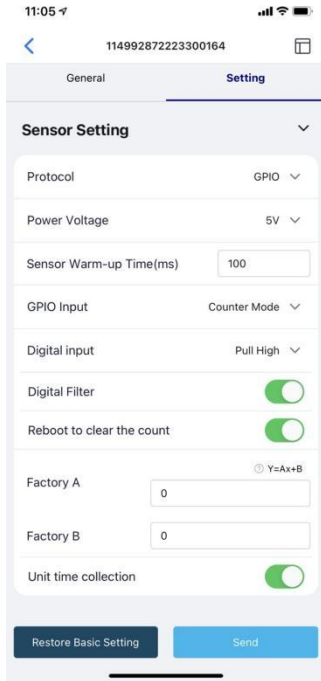 11:05
114992872223300164
General Setting
Sensor Setting
Protocol GPIO
Power Voltage 5V
Sensor Warm-up Time(ms) 100
GPIO Input Counter Mode
Digital input Pull High
Digital Filter
Reboot to clear the count
? Y=Ax+B
Factory A 0
Factory B 0
Unit time collection
Restore Basic Setting Send